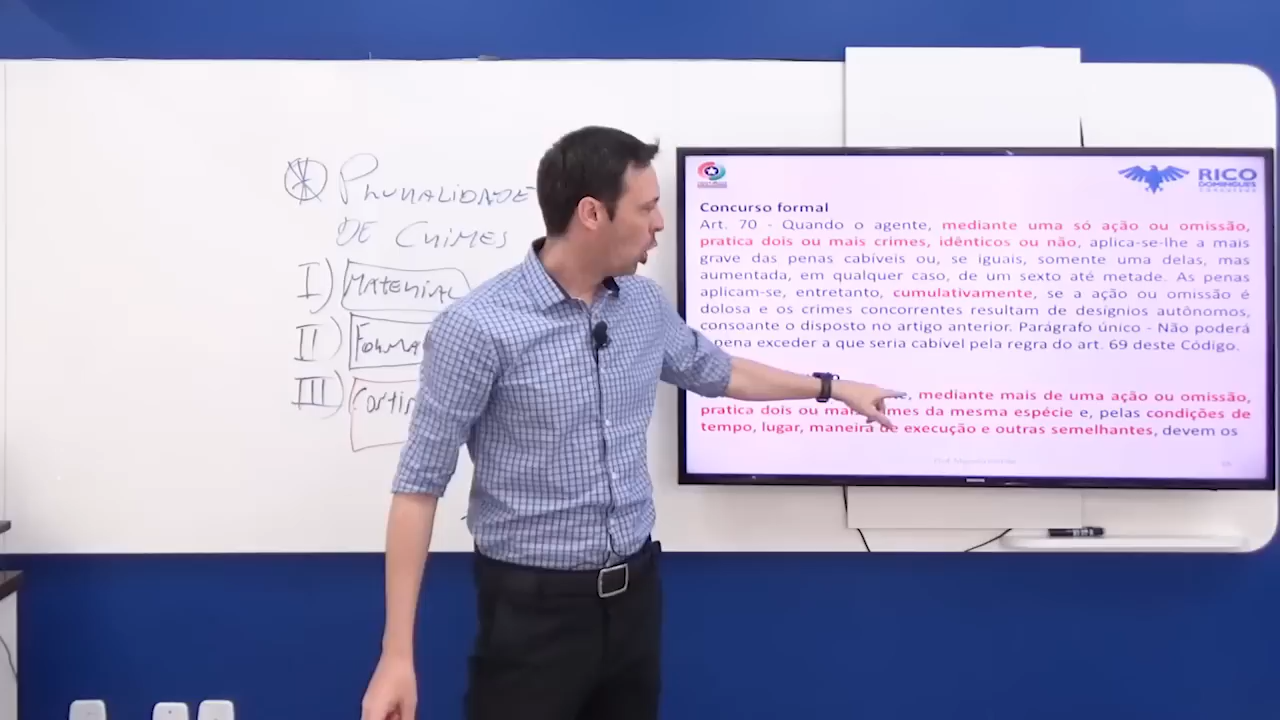 PLURALIDADE
DE CRIMES
I) MATERIAL
II)
III)
RICO
DOMINGUES
CONCURSOS
Concurso formal
Art. 70 - Quando o agente, mediante uma só ação ou omissão,
pratica dois ou mais crimes, idênticos ou não, aplica-se-lhe a mais
grave das penas cabíveis ou, se iguais, somente uma delas, mas
aumentada, em qualquer caso, de um sexto até metade. As penas
aplicam-se, entretanto, cumulativamente, se a ação ou omissão é
dolosa e os crimes concorrentes resultam de desígnios autônomos,
consoante o disposto no artigo anterior. Parágrafo único - Não poderá
pena exceder a que seria cabível pela regra do art. 69 deste Código.
mediante mais de uma ação ou omissão,
pratica dois ou da mesma espécie e, pelas condições de
tempo, lugar, maneira de execução e outras semelhantes, devem os